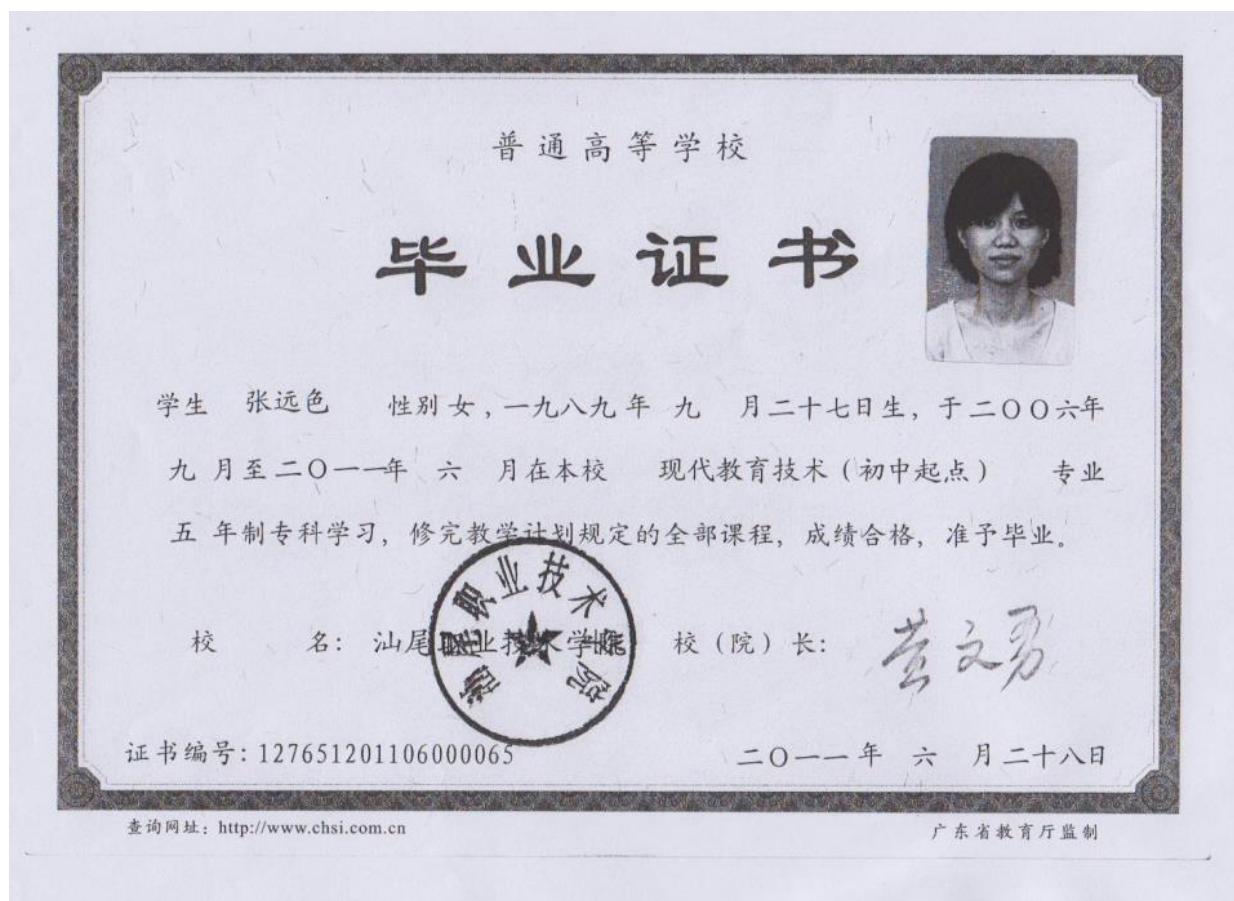 普通高等学校
毕业证书
学生 张远色 性别 女，一九八九年 九 月二十七日生，于二〇〇六年
九 月至二〇一一年 六 月在本校 现代教育技术（初中起点） 专业
五 年制专科学习，修完教学计划规定的全部课程，成绩合格，准予毕业。
校 名：汕尾职业技术学院 校（院）长：
证书编号：127651201106000065 二〇一一年 六 月二十八日
查询网址：http://www.chsi.com.cn 广东省教育厅监制